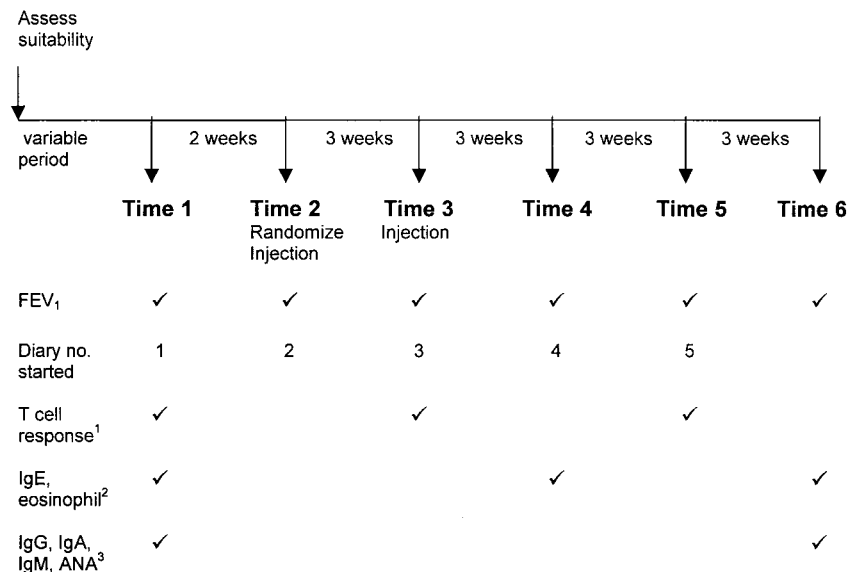 Assess
suitability
variable
period
2 weeks
3 weeks
3 weeks
3 weeks
3 weeks
Time 1
Time 2
Randomize
Injection
Time 3
Injection
Time 4
Time 5
Time 6
FEV₁ ✓ ✓ ✓ ✓ ✓ ✓
Diary no.
started
1 2 3 4 5
T cell
response¹
✓ ✓ ✓
IgE,
eosinophil²
✓ ✓ ✓
IgG, IgA,
IgM, ANA³
✓ ✓